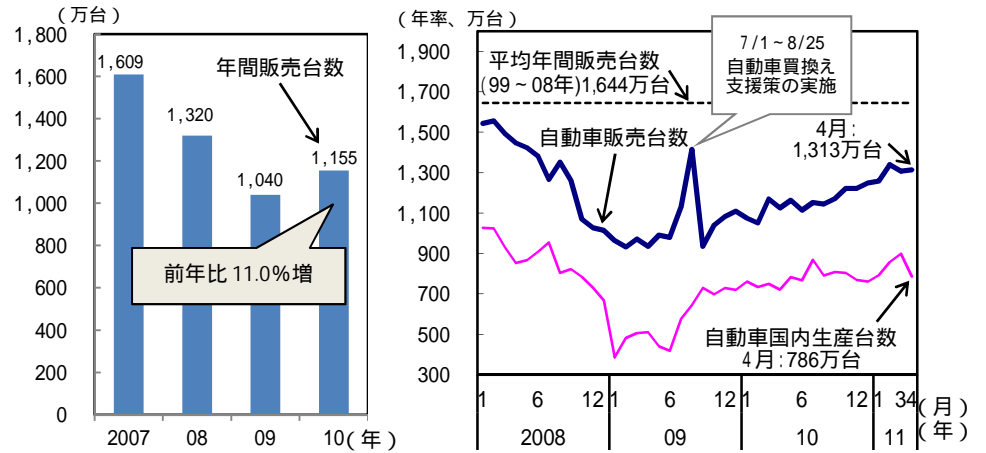 (万台)
1,800
1,600
1,400
1,200
1,000
800
600
400
200
0
1,609
1,320
1,040
1,155
年間販売台数
前年比 11.0%増
2007 08 09 10(年)
(年率、万台)
1,900
1,700
1,500
1,300
1,100
900
700
500
300
平均年間販売台数
(99～08年)1,644万台
7/1～8/25
自動車買換え
支援策の実施
自動車販売台数
4月:
1,313万台
自動車国内生産台数
4月:786万台
1 6 12 1 6 12 1 6 12 1 34 (月)
2008 09 10 11 (年)